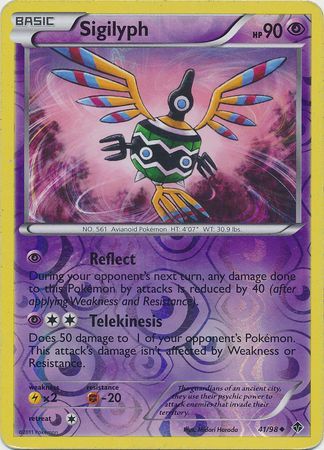 BASIC
Sigilyph
HP 90
NO. 561 Avianoid Pokémon HT: 4'07" WT: 30.9 lbs.
Reflect
During your opponent's next turn, any damage done
to this Pokémon by attacks is reduced by 40 (after
applying Weakness and Resistance).
Telekinesis
Does 50 damage to 1 of your opponent's Pokémon.
This attack's damage isn't affected by Weakness or
Resistance.
weakness
resistance
×2
-20
retreat
The guardians of an ancient city,
they use their psychic power to
attack enemies that invade their
territory.
©2011 Pokémon
Illus. Midori Harada
41/98